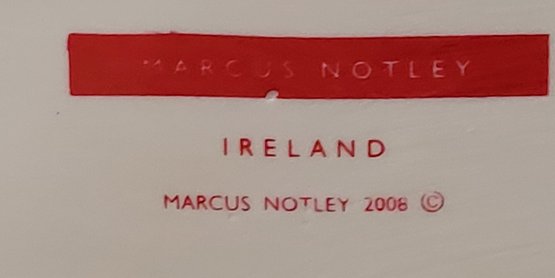 MARCUS NOTLEY
IRELAND
MARCUS NOTLEY 2008 ©